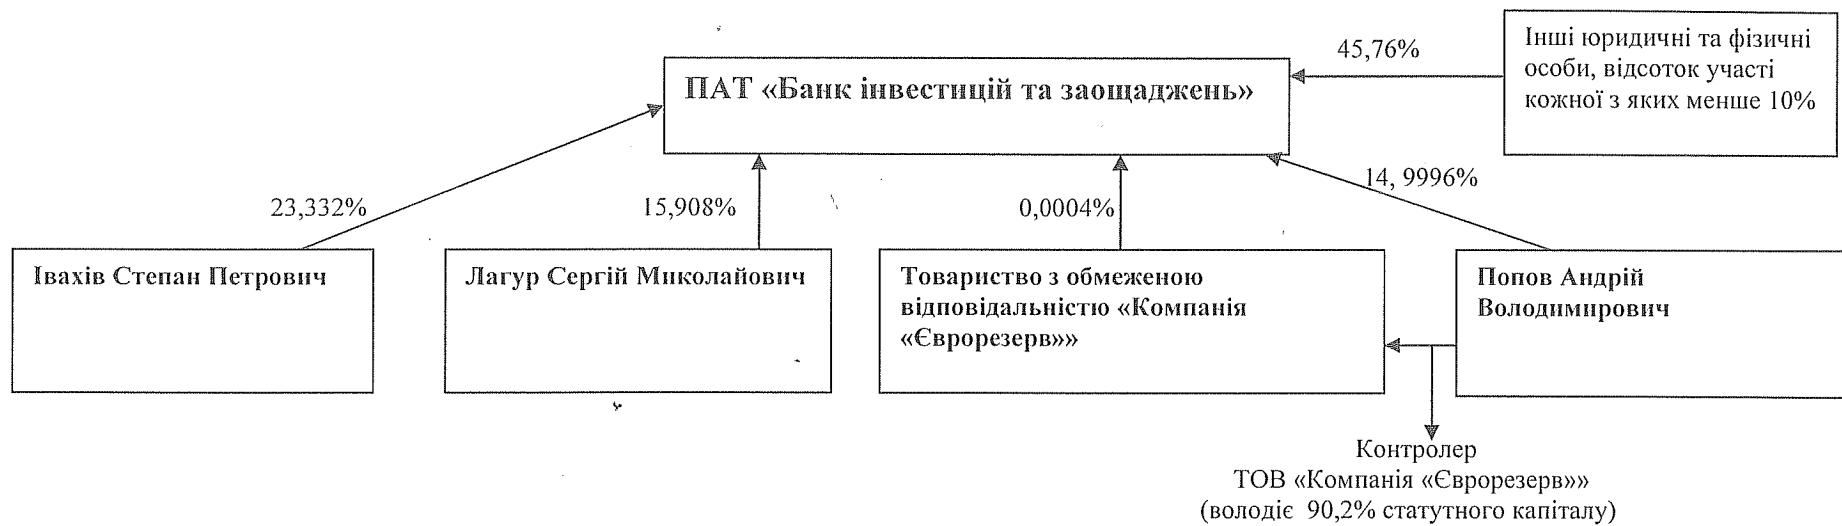 45,76%
Інші юридичні та фізичні
особи, відсоток участі
кожної з яких менше 10%
ПАТ «Банк інвестицій та заощаджень»
23,332%
15,908%
0,0004%
14, 9996%
Івахів Степан Петрович
Лагур Сергій Миколайович
Товариство з обмеженою
відповідальністю «Компанія
«Єврорезерв»»
Попов Андрій
Володимирович
Контролер
ТОВ «Компанія «Єврорезерв»»
(володіє 90,2% статутного капіталу)